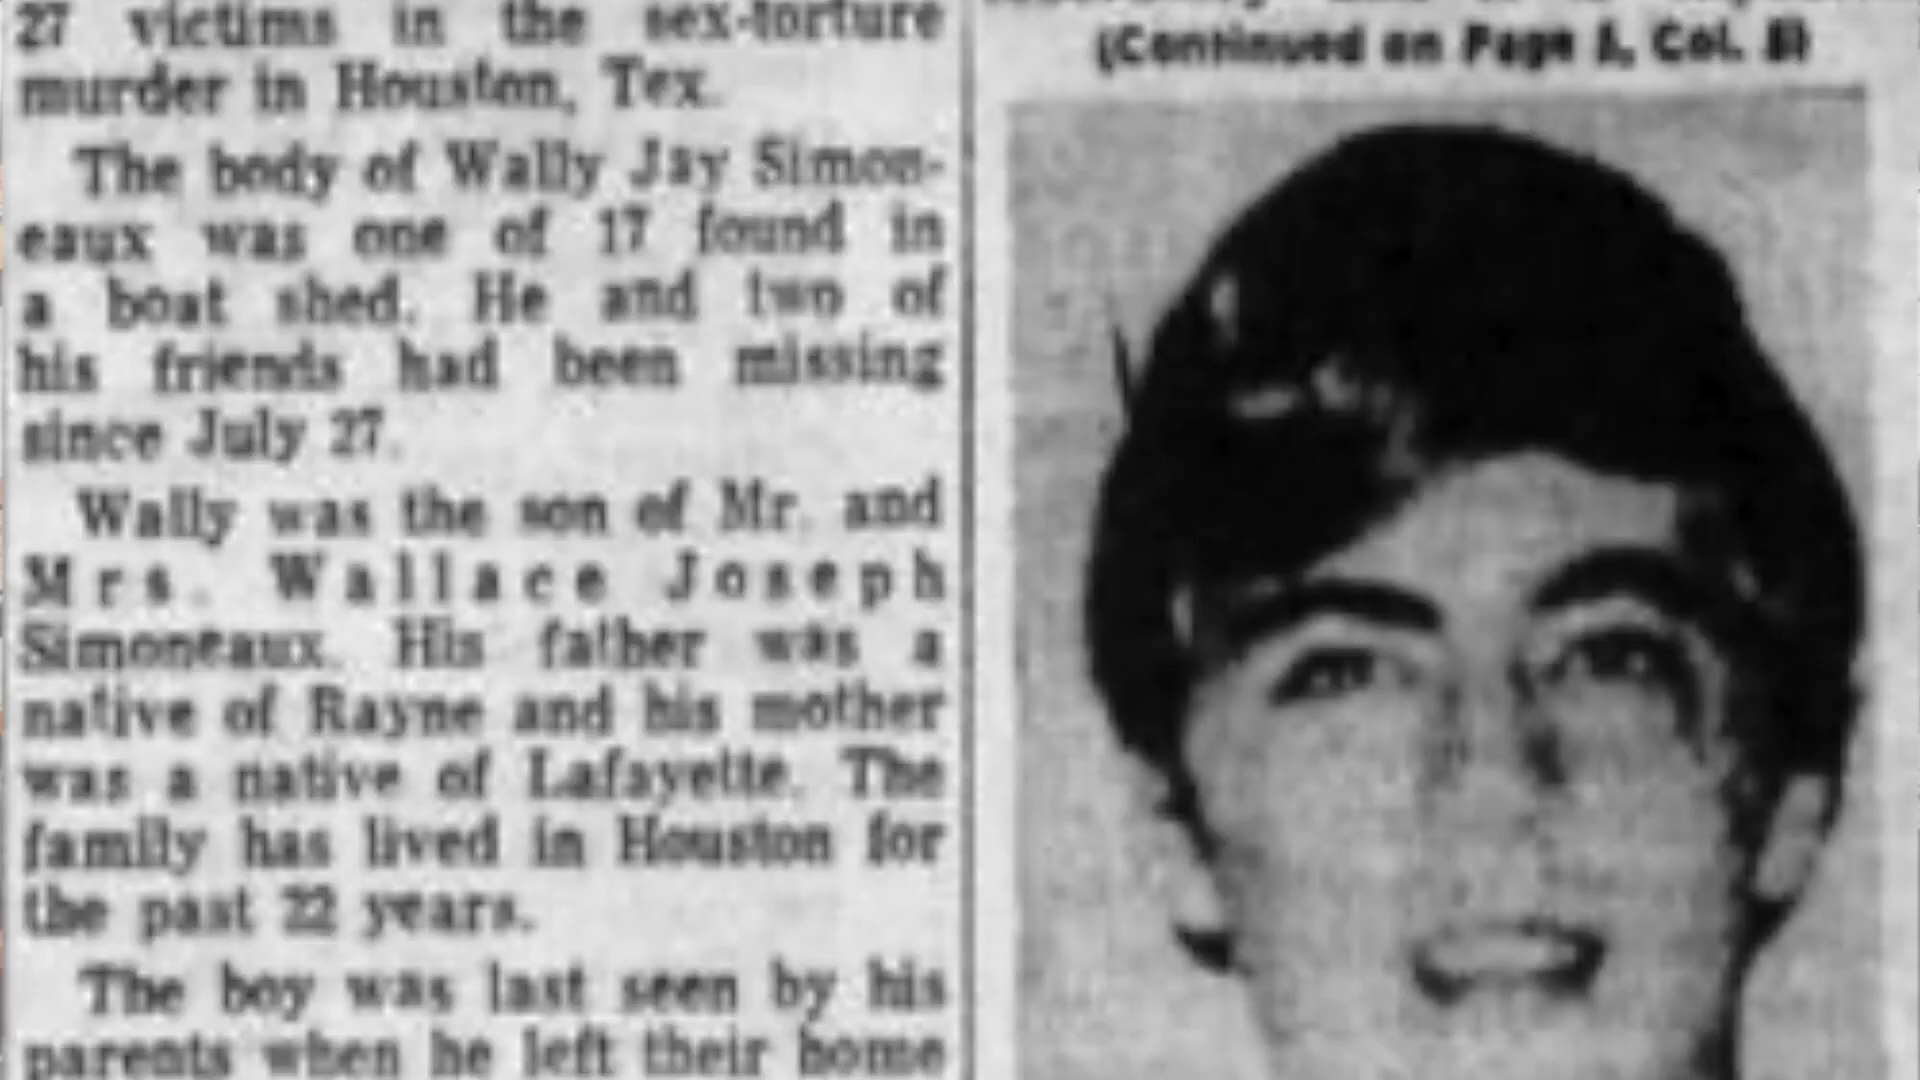 27 victims in the sex-torture
murder in Houston, Tex.
The body of Wally Jay Simon-
eaux was one of 17 found in
a boat shed. He and two of
his friends had been missing
since July 27.
Wally was the son of Mr. and
Mrs. Wallace Joseph
Simoneaux. His father was a
native of Rayne and his mother
was a native of Lafayette. The
family has lived in Houston for
the past 22 years.
The boy was last seen by his
parents when he left their home
(Continued on Page Col.